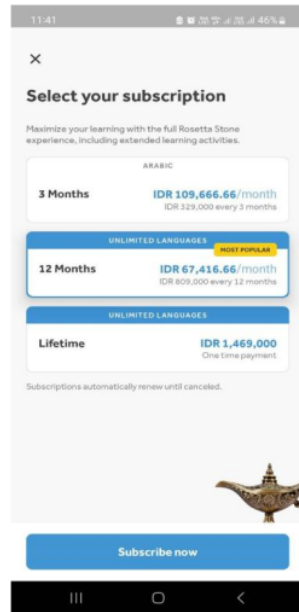 11:41
46%
Select your subscription
Maximize your learning with the full Rosetta Stone
experience, including extended learning activities.
ARABIC
3 Months
IDR 109,666.66/month
IDR 329,000 every 3 months
UNLIMITED LANGUAGES
MOST POPULAR
12 Months
IDR 67,416.66/month
IDR 809,000 every 12 months
UNLIMITED LANGUAGES
Lifetime
IDR 1,469,000
One time payment
Subscriptions automatically renew until canceled.
Subscribe now